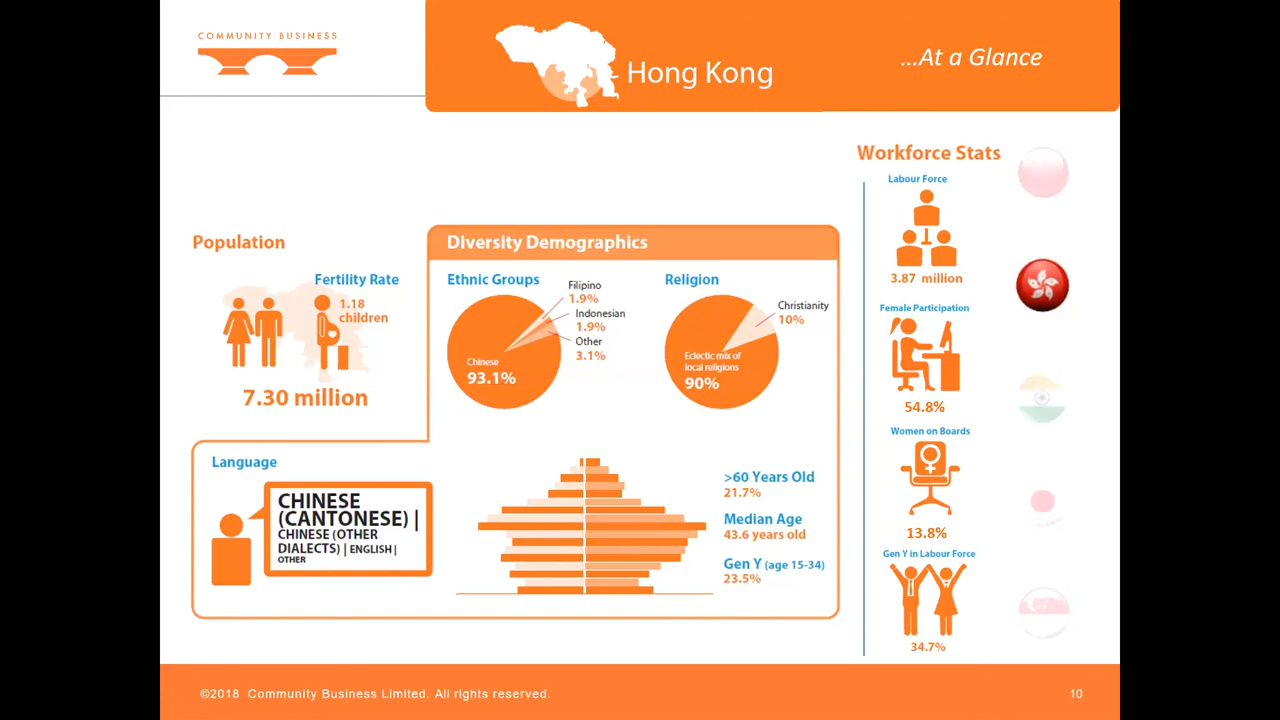 COMMUNITY BUSINESS
Hong Kong
...At a Glance
Population
Fertility Rate
1.18
children
7.30 million
Diversity Demographics
Ethnic Groups
Filipino
1.9%
Indonesian
1.9%
Other
3.1%
Chinese
93.1%
Religion
Christianity
10%
Eclectic mix of
local religions
90%
Language
CHINESE
(CANTONESE) |
CHINESE (OTHER
DIALECTS) | ENGLISH |
OTHER
>60 Years Old
21.7%
Median Age
43.6 years old
Gen Y (age 15-34)
23.5%
Workforce Stats
Labour Force
3.87 million
Female Participation
54.8%
Women on Boards
13.8%
Gen Y in Labour Force
34.7%
©2018 Community Business Limited. All rights reserved.
10